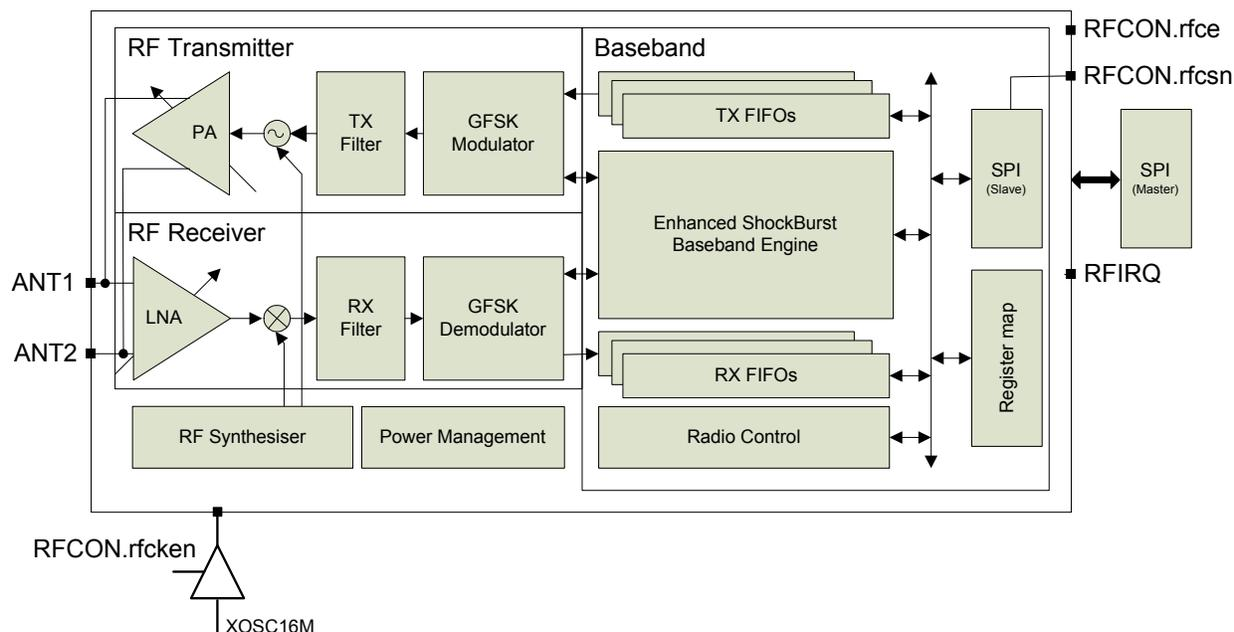 RF Transmitter
Baseband
RFCON.rfce
RFCON.rfcsn
PA
TX
Filter
GFSK
Modulator
TX FIFOs
SPI
(Slave)
SPI
(Master)
Enhanced ShockBurst
Baseband Engine
RF Receiver
ANT1
ANT2
LNA
RX
Filter
GFSK
Demodulator
RFIRQ
RX FIFOs
Register map
RF Synthesiser
Power Management
Radio Control
RFCON.rfcken
XOSC16M